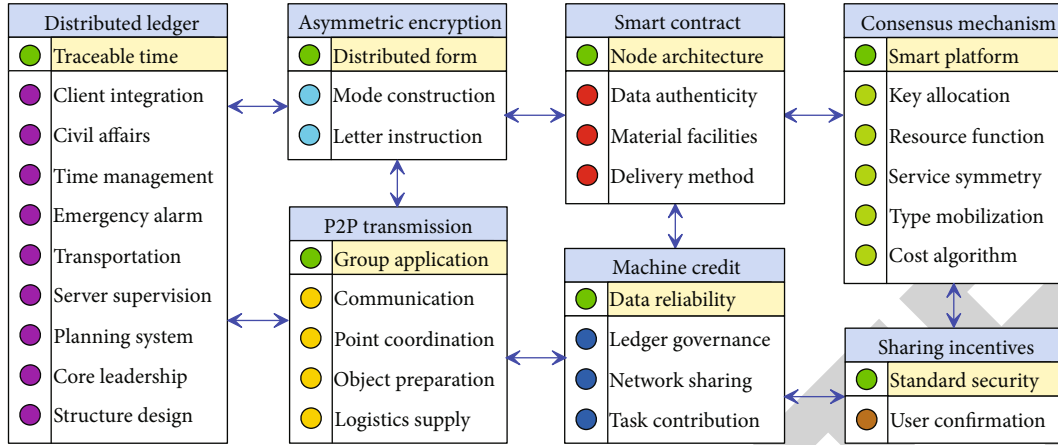 Distributed ledger
Traceable time
Client integration
Civil affairs
Time management
Emergency alarm
Transportation
Server supervision
Planning system
Core leadership
Structure design
Asymmetric encryption
Distributed form
Mode construction
Letter instruction
P2P transmission
Group application
Communication
Point coordination
Object preparation
Logistics supply
Smart contract
Node architecture
Data authenticity
Material facilities
Delivery method
Machine credit
Data reliability
Ledger governance
Network sharing
Task contribution
Consensus mechanism
Smart platform
Key allocation
Resource function
Service symmetry
Type mobilization
Cost algorithm
Sharing incentives
Standard security
User confirmation